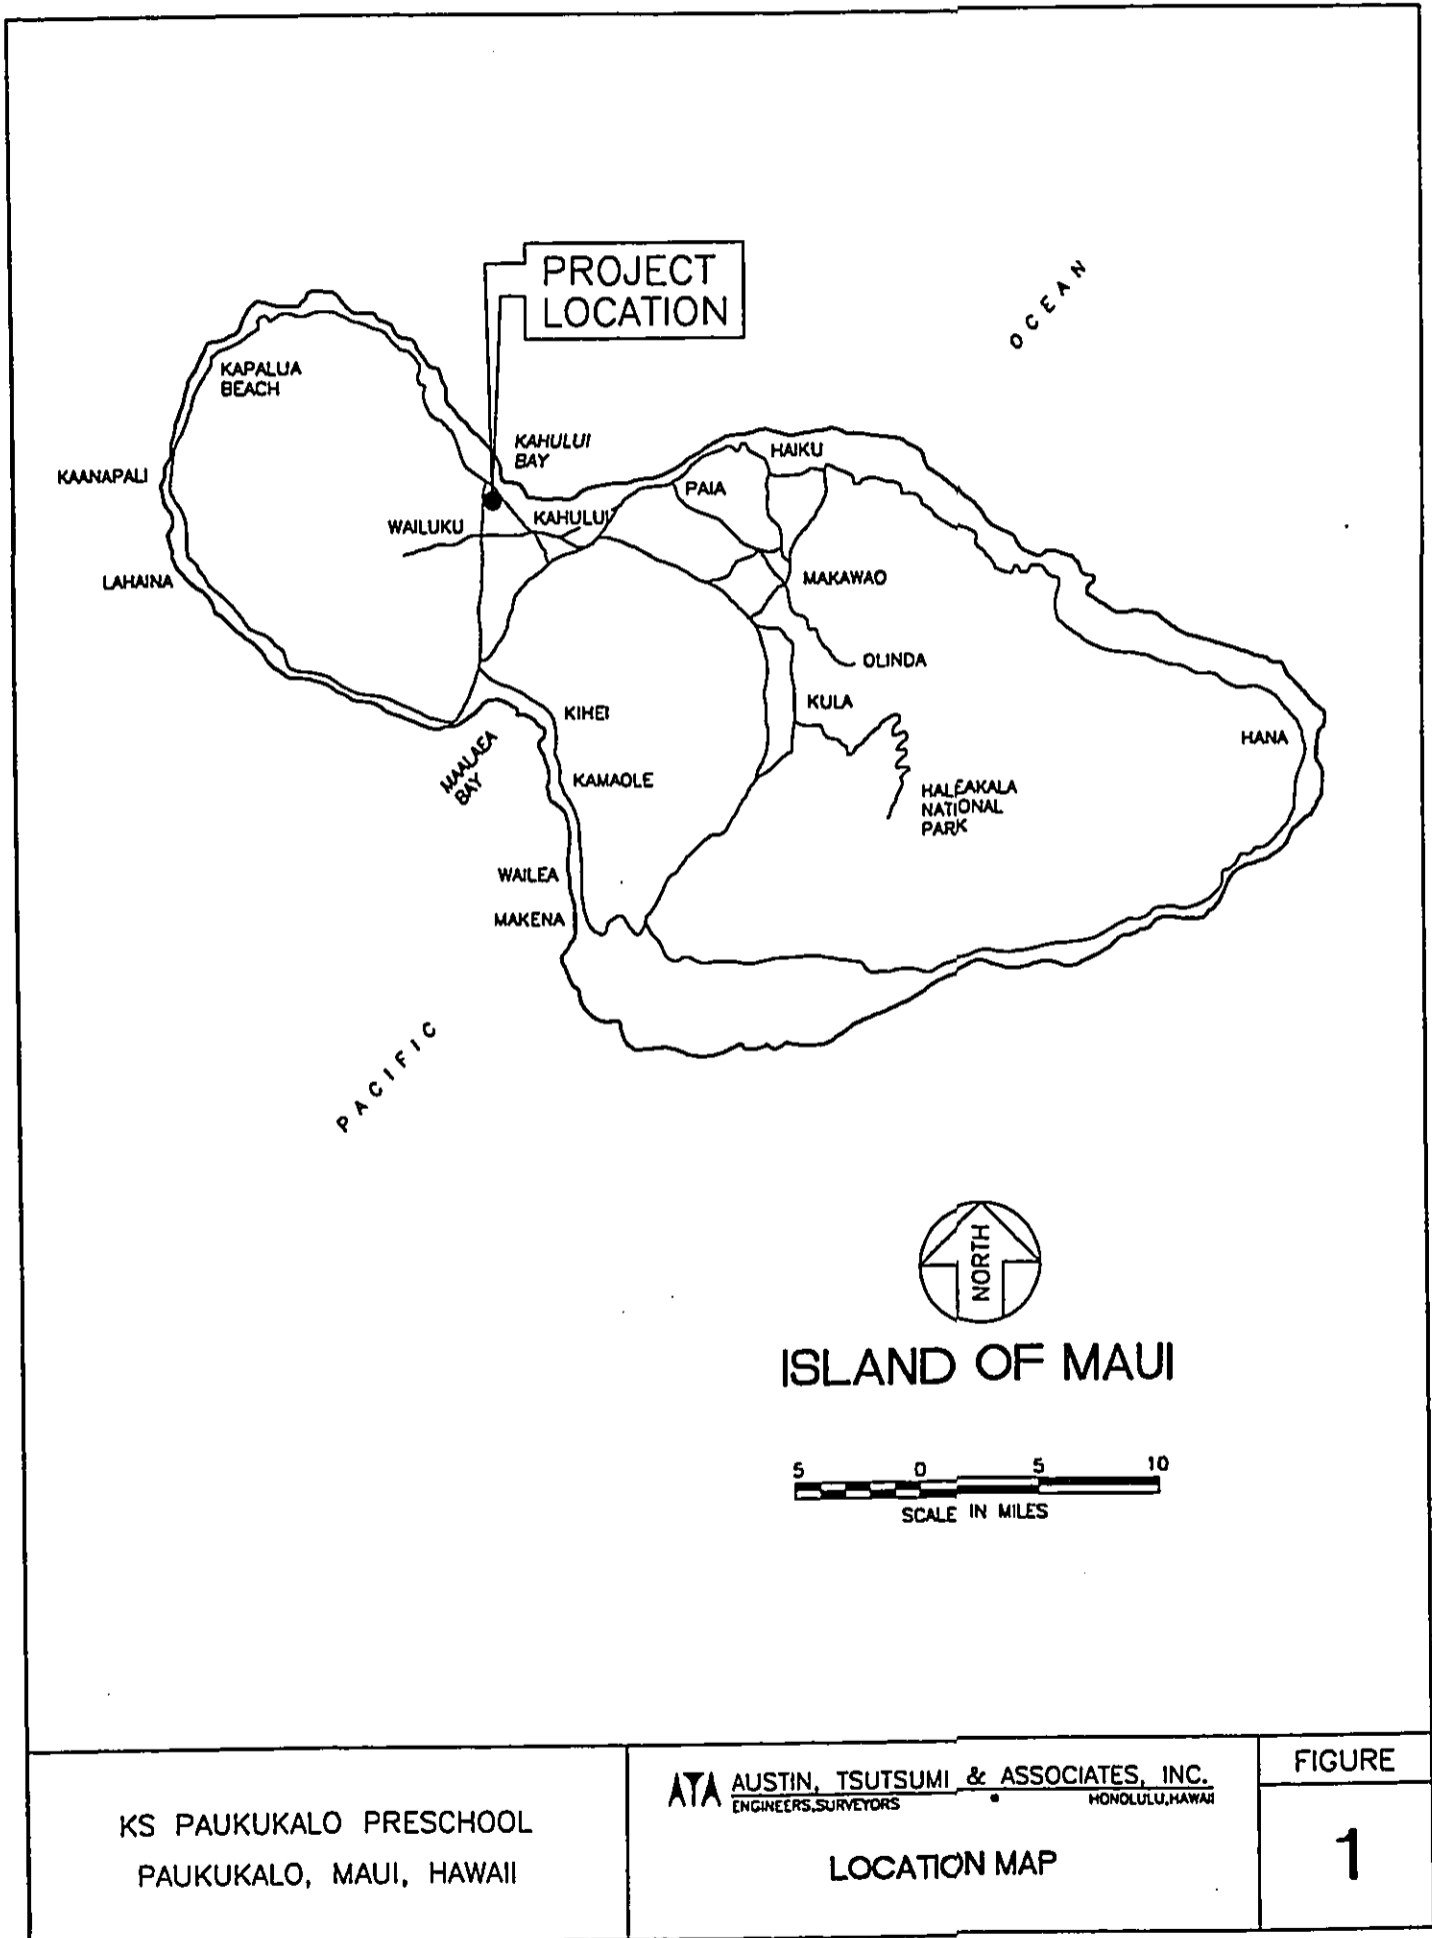 PROJECT
LOCATION
OCEAN
KAPALUA
BEACH
KAHULUI
BAY
HAIKU
KAANAPALI
PAIA
WAILUKU
KAHULUI
LAHAINA
MAKAWAO
OLINDA
KULA
KIHEI
HANA
MAALAEA
BAY
KAMAOLE
HALEAKALA
NATIONAL
PARK
WAILEA
MAKENA
PACIFIC
NORTH
ISLAND OF MAUI
5 0 5 10
SCALE IN MILES
KS PAUKUKALO PRESCHOOL
PAUKUKALO, MAUI, HAWAII
ATA AUSTIN, TSUTSUMI & ASSOCIATES, INC.
ENGINEERS,SURVEYORS • HONOLULU,HAWAII
LOCATION MAP
FIGURE
1